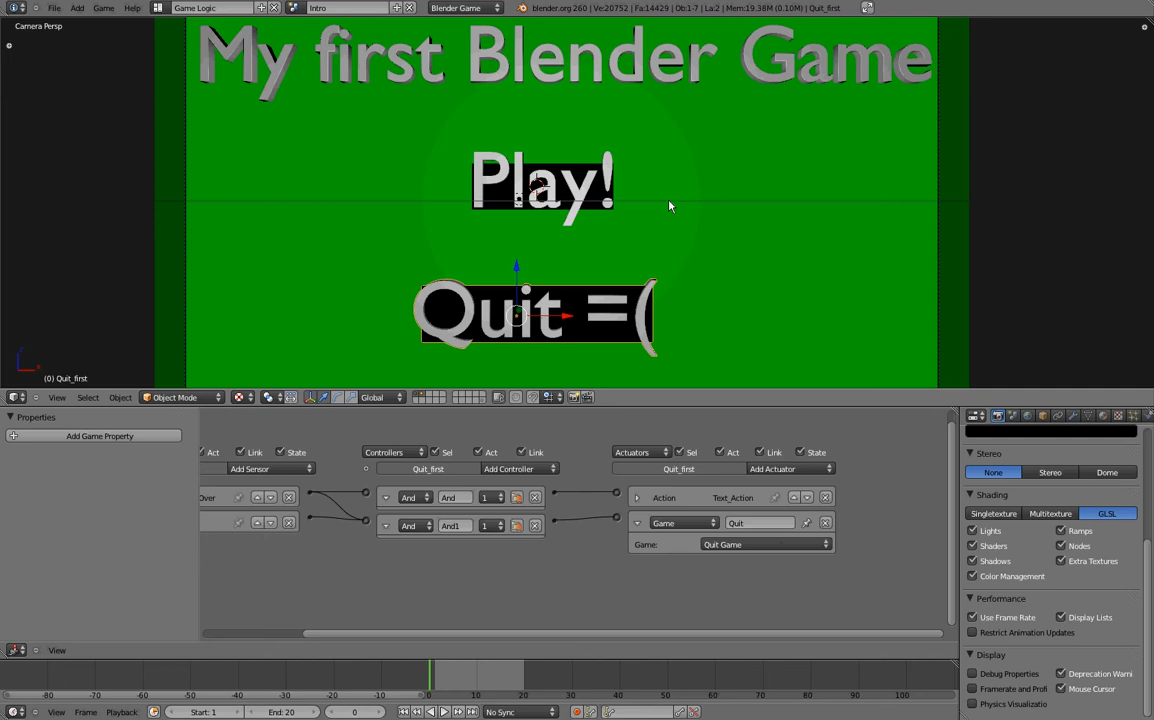 File Add Game Help Game Logic Intro Blender Game blender.org 260 | Ve:20752 | Fa:14429 | Ob:1-7 | La:2 | Mem:19.38M (0.10M) | Quit_first
Camera Persp
My first Blender Game
Play!
Quit =(
(0) Quit_first
View Select Object Object Mode Global
Properties
Add Game Property
Act Link State Controllers Sel Act Link Actuators Sel Act Link State
Add Sensor Quit_first Add Controller Quit_first Add Actuator
Over And And 1 Action Text_Action
And And1 1 Game Quit
Game: Quit Game
View
Stereo
None Stereo Dome
Shading
Singletexture Multitexture GLSL
Lights Ramps
Shaders Nodes
Shadows Extra Textures
Color Management
Performance
Use Frame Rate Display Lists
Restrict Animation Updates
Display
Debug Properties Deprecation Warni
Framerate and Profi Mouse Cursor
Physics Visualizatio
-80 -70 -60 -50 -40 -30 -20 -10 0 10 20 30 40 50 60 70 80 90 100
View Frame Playback Start: 1 End: 20 0 No Sync